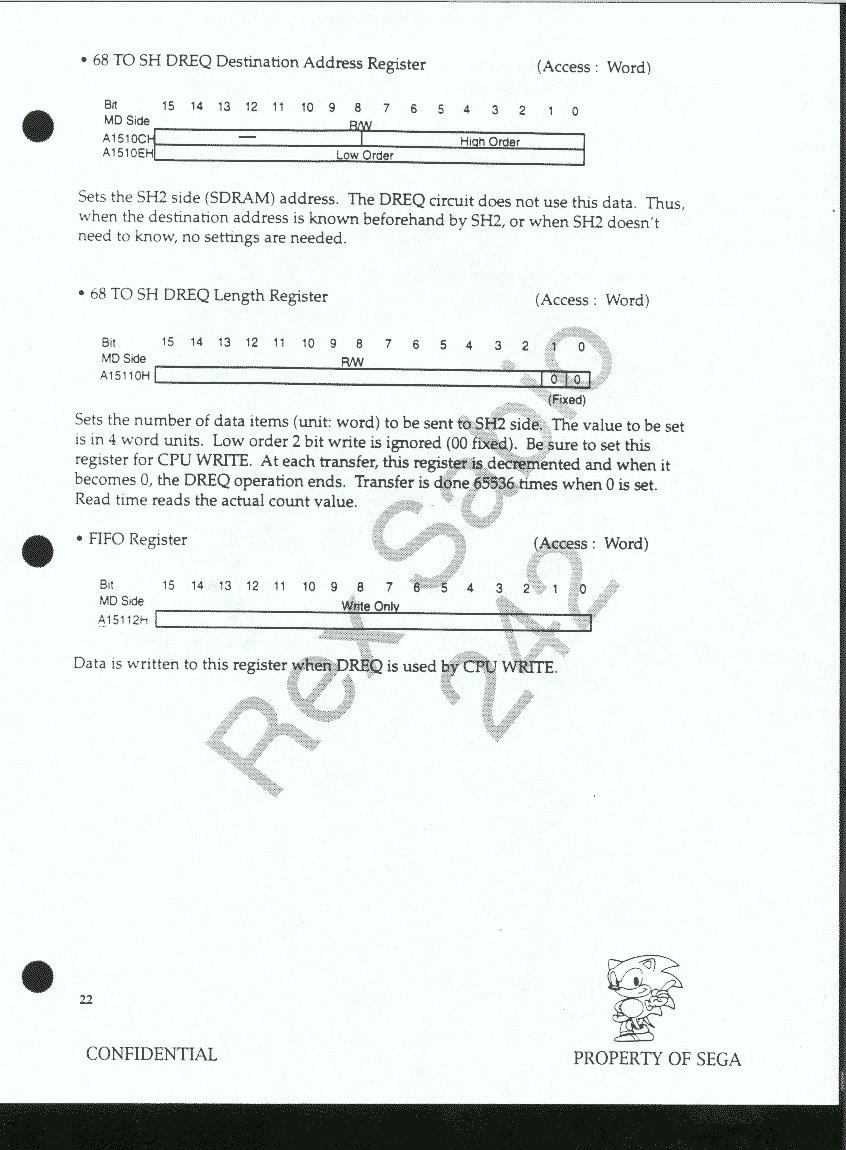 • 68 TO SH DREQ Destination Address Register (Access : Word)
Bit 15 14 13 12 11 10 9 8 7 6 5 4 3 2 1 0
MD Side R/W
A1510CH — High Order
A1510EH Low Order
Sets the SH2 side (SDRAM) address. The DREQ circuit does not use this data. Thus,
when the destination address is known beforehand by SH2, or when SH2 doesn't
need to know, no settings are needed.
• 68 TO SH DREQ Length Register (Access : Word)
Bit 15 14 13 12 11 10 9 8 7 6 5 4 3 2 1 0
MD Side R/W
A15110H 0 0
(Fixed)
Sets the number of data items (unit: word) to be sent to SH2 side. The value to be set
is in 4 word units. Low order 2 bit write is ignored (00 fixed). Be sure to set this
register for CPU WRITE. At each transfer, this register is decremented and when it
becomes 0, the DREQ operation ends. Transfer is done 65536 times when 0 is set.
Read time reads the actual count value.
• FIFO Register (Access : Word)
Bit 15 14 13 12 11 10 9 8 7 6 5 4 3 2 1 0
MD Side Write Only
A15112H
Data is written to this register when DREQ is used by CPU WRITE.
Rex Sabio
242
22
CONFIDENTIAL
PROPERTY OF SEGA